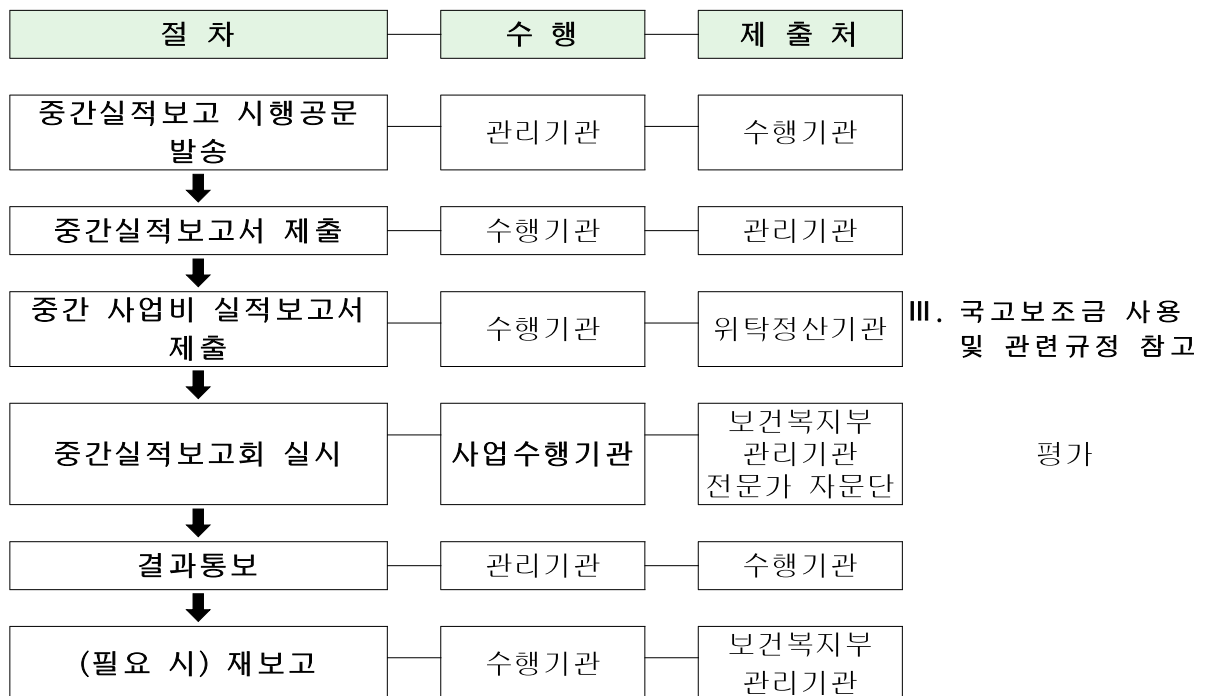 절 차
수 행
제 출 처
중간실적보고 시행공문
발송
관리기관
수행기관
중간실적보고서 제출
수행기관
관리기관
중간 사업비 실적보고서
제출
수행기관
위탁정산기관
Ⅲ. 국고보조금 사용
및 관련규정 참고
중간실적보고회 실시
사업수행기관
보건복지부
관리기관
전문가 자문단
평가
결과통보
관리기관
수행기관
(필요 시) 재보고
수행기관
보건복지부
관리기관